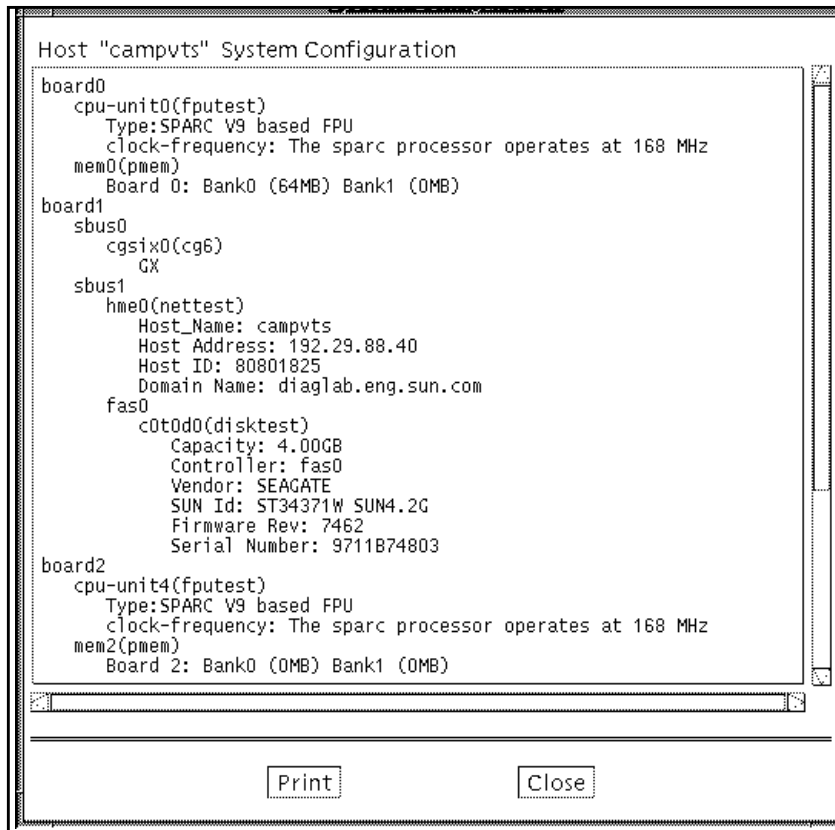 Host "campvts" System Configuration
board0
cpu-unit0(fputest)
Type:SPARC V9 based FPU
clock-frequency: The sparc processor operates at 168 MHz
mem0(pmem)
Board 0: Bank0 (64MB) Bank1 (0MB)
board1
sbus0
cgsix0(cg6)
GX
sbus1
hme0(nettest)
Host_Name: campvts
Host Address: 192.29.88.40
Host ID: 80801825
Domain Name: diaglab.eng.sun.com
fas0
c0t0d0(disktest)
Capacity: 4.00GB
Controller: fas0
Vendor: SEAGATE
SUN Id: ST34371W SUN4.2G
Firmware Rev: 7462
Serial Number: 9711B74803
board2
cpu-unit4(fputest)
Type:SPARC V9 based FPU
clock-frequency: The sparc processor operates at 168 MHz
mem2(pmem)
Board 2: Bank0 (0MB) Bank1 (0MB)
Print Close